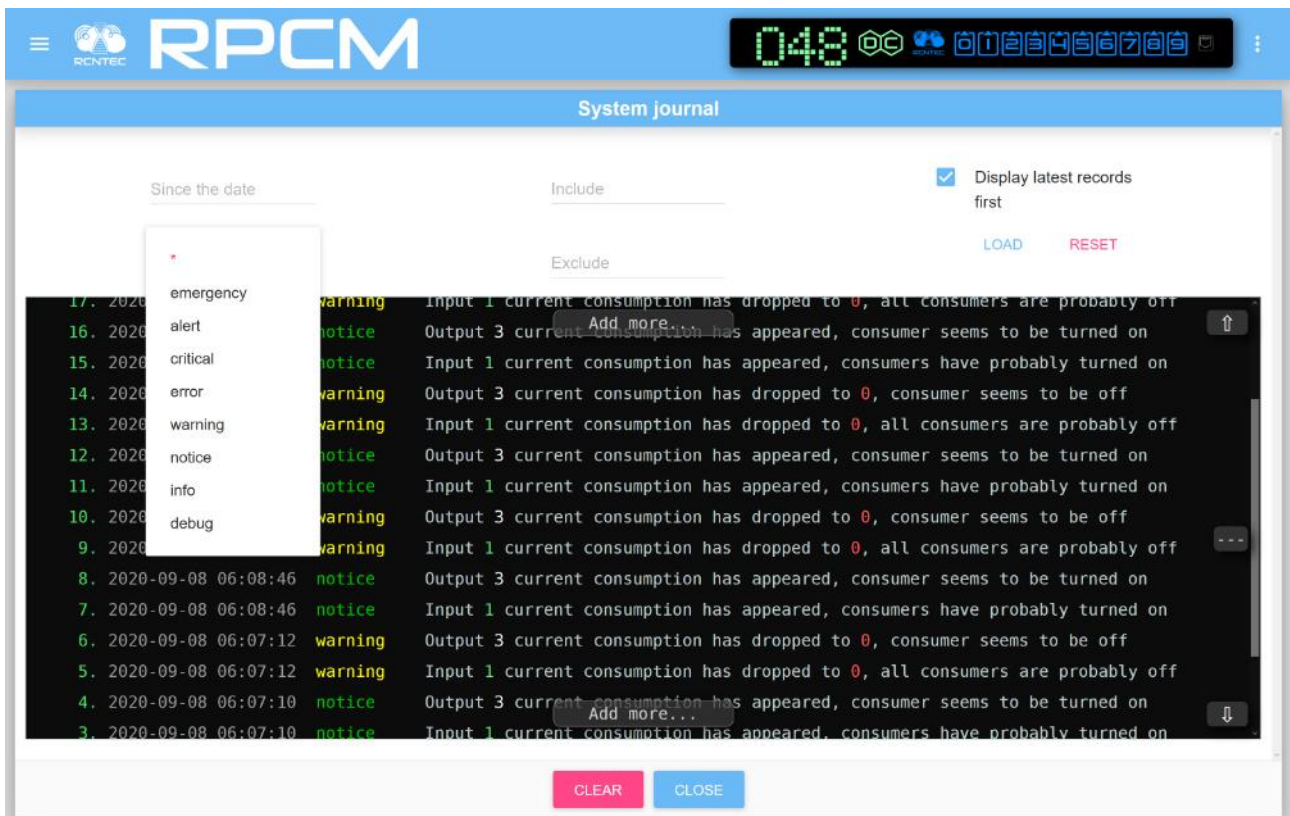 RCNTEC RPCM 048 DC RCNTEC 0 1 2 3 4 5 6 7 8 9
System journal
Since the date
Include
Display latest records
first
LOAD RESET
Exclude
*
emergency
alert
critical
error
warning
notice
info
debug
17. 2020 warning Input 1 current consumption has dropped to 0, all consumers are probably off
Add more...
16. 2020 notice Output 3 current consumption has appeared, consumer seems to be turned on
15. 2020 notice Input 1 current consumption has appeared, consumers have probably turned on
14. 2020 warning Output 3 current consumption has dropped to 0, consumer seems to be off
13. 2020 warning Input 1 current consumption has dropped to 0, all consumers are probably off
12. 2020 notice Output 3 current consumption has appeared, consumer seems to be turned on
11. 2020 notice Input 1 current consumption has appeared, consumers have probably turned on
10. 2020 warning Output 3 current consumption has dropped to 0, consumer seems to be off
9. 2020 warning Input 1 current consumption has dropped to 0, all consumers are probably off
8. 2020-09-08 06:08:46 notice Output 3 current consumption has appeared, consumer seems to be turned on
7. 2020-09-08 06:08:46 notice Input 1 current consumption has appeared, consumers have probably turned on
6. 2020-09-08 06:07:12 warning Output 3 current consumption has dropped to 0, consumer seems to be off
5. 2020-09-08 06:07:12 warning Input 1 current consumption has dropped to 0, all consumers are probably off
4. 2020-09-08 06:07:10 notice Output 3 current consumption has appeared, consumer seems to be turned on
Add more...
3. 2020-09-08 06:07:10 notice Input 1 current consumption has appeared, consumers have probably turned on
CLEAR CLOSE